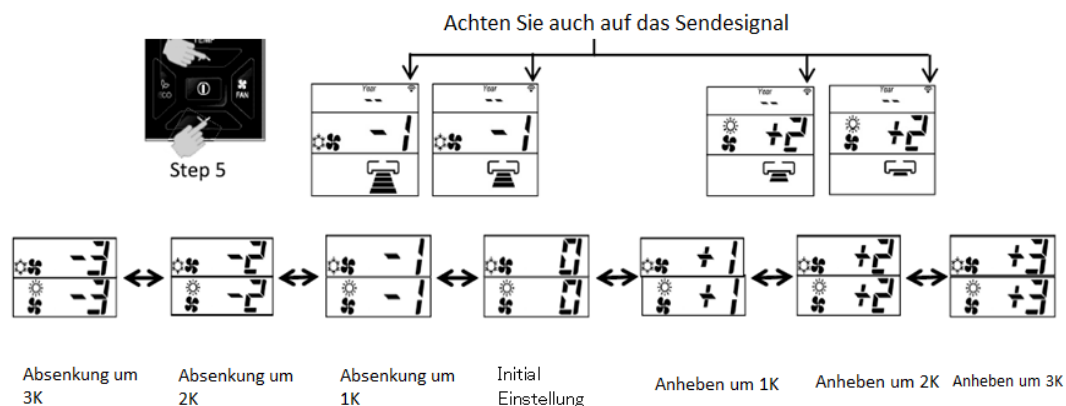 Achten Sie auch auf das Sendesignal
TEMP
ECO
FAN
Step 5
Year
--
-1
Year
--
-1
Year
--
+2
Year
--
+2
-3
-3
-2
-2
-1
-1
0
0
+1
+1
+2
+2
+3
+3
Absenkung um
3K
Absenkung um
2K
Absenkung um
1K
Initial
Einstellung
Anheben um 1K
Anheben um 2K
Anheben um 3K